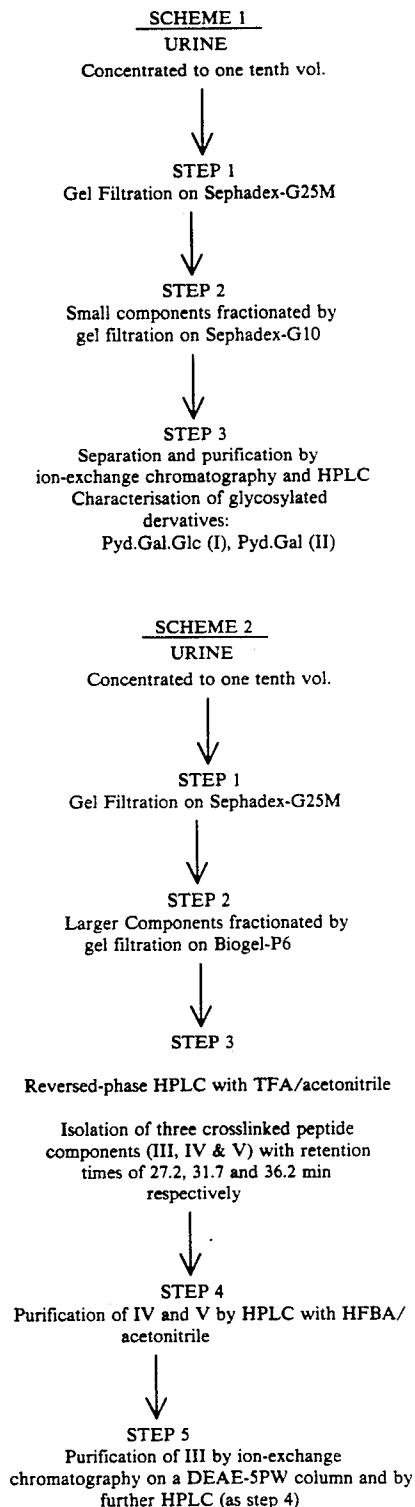 SCHEME 1
URINE
Concentrated to one tenth vol.
STEP 1
Gel Filtration on Sephadex-G25M
STEP 2
Small components fractionated by
gel filtration on Sephadex-G10
STEP 3
Separation and purification by
ion-exchange chromatography and HPLC
Characterisation of glycosylated
dervatives:
Pyd.Gal.Glc (I), Pyd.Gal (II)
SCHEME 2
URINE
Concentrated to one tenth vol.
STEP 1
Gel Filtration on Sephadex-G25M
STEP 2
Larger Components fractionated by
gel filtration on Biogel-P6
STEP 3
Reversed-phase HPLC with TFA/acetonitrile
Isolation of three crosslinked peptide
components (III, IV & V) with retention
times of 27.2, 31.7 and 36.2 min
respectively
STEP 4
Purification of IV and V by HPLC with HFBA/
acetonitrile
STEP 5
Purification of III by ion-exchange
chromatography on a DEAE-5PW column and by
further HPLC (as step 4)